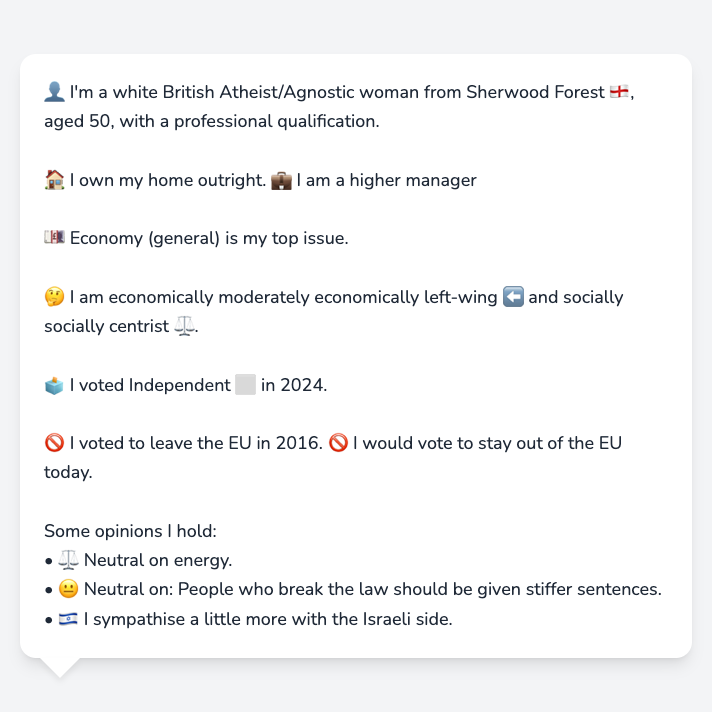 👤 I'm a white British Atheist/Agnostic woman from Sherwood Forest 🏴󠁧󠁢󠁥󠁮󠁧󠁿,
aged 50, with a professional qualification.
🏠 I own my home outright. 💼 I am a higher manager
💷 Economy (general) is my top issue.
🤔 I am economically moderately economically left-wing ⬅️ and socially
socially centrist ⚖️.
🗳️ I voted Independent ⬜ in 2024.
🚫 I voted to leave the EU in 2016. 🚫 I would vote to stay out of the EU
today.
Some opinions I hold:
• ⚖️ Neutral on energy.
• 😐 Neutral on: People who break the law should be given stiffer sentences.
• 🇮🇱 I sympathise a little more with the Israeli side.